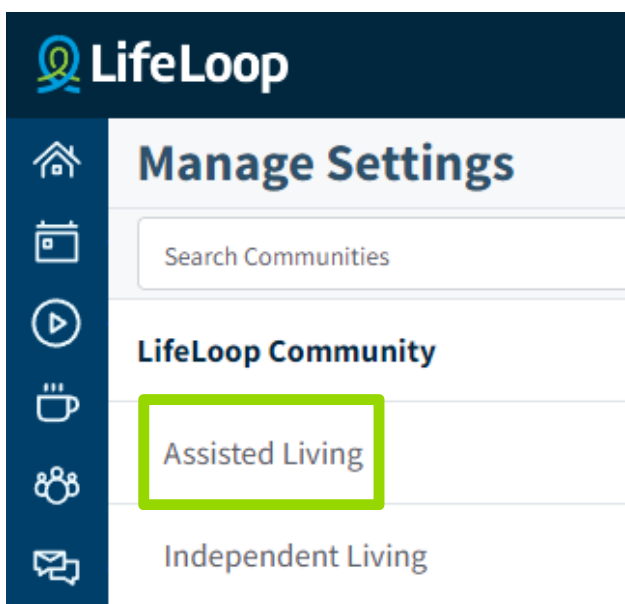 LifeLoop
Manage Settings
Search Communities
LifeLoop Community
Assisted Living
Independent Living